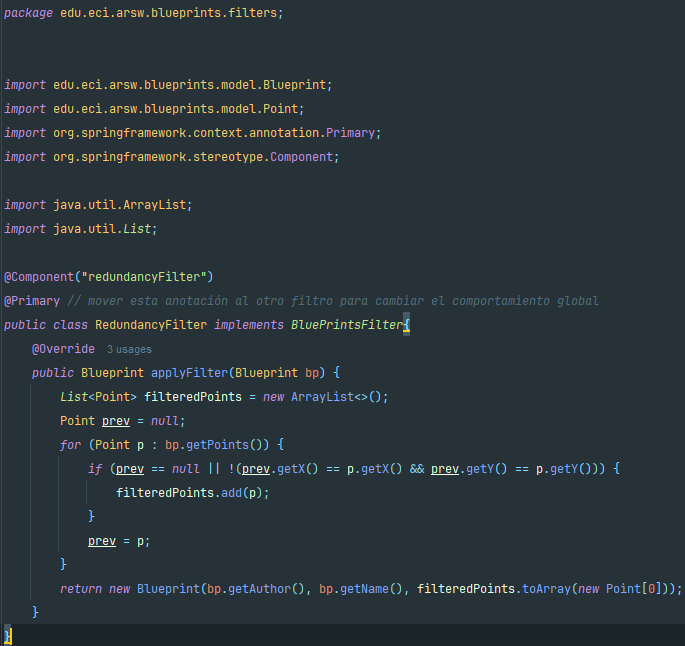 package edu.eci.arsw.blueprints.filters;
import edu.eci.arsw.blueprints.model.Blueprint;
import edu.eci.arsw.blueprints.model.Point;
import org.springframework.context.annotation.Primary;
import org.springframework.stereotype.Component;
import java.util.ArrayList;
import java.util.List;
@Component("redundancyFilter")
@Primary // mover esta anotación al otro filtro para cambiar el comportamiento global
public class RedundancyFilter implements BluePrintsFilter{
@Override 3 usages
public Blueprint applyFilter(Blueprint bp) {
List<Point> filteredPoints = new ArrayList<>();
Point prev = null;
for (Point p : bp.getPoints()) {
if (prev == null || !(prev.getX() == p.getX() && prev.getY() == p.getY())) {
filteredPoints.add(p);
}
prev = p;
}
return new Blueprint(bp.getAuthor(), bp.getName(), filteredPoints.toArray(new Point[0]));
}
}